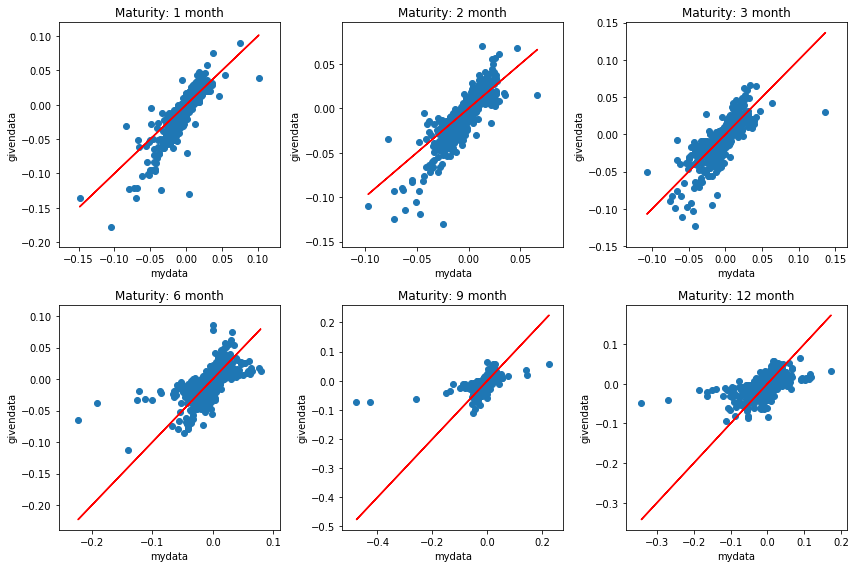 Maturity: 1 month
0.10
0.05
0.00
−0.05
−0.10
−0.15
−0.20
givendata
−0.15 −0.10 −0.05 0.00 0.05 0.10
mydata
Maturity: 2 month
0.05
0.00
−0.05
−0.10
−0.15
givendata
−0.10 −0.05 0.00 0.05
mydata
Maturity: 3 month
0.15
0.10
0.05
0.00
−0.05
−0.10
−0.15
givendata
−0.10 −0.05 0.00 0.05 0.10 0.15
mydata
Maturity: 6 month
0.10
0.05
0.00
−0.05
−0.10
−0.15
−0.20
givendata
−0.2 −0.1 0.0 0.1
mydata
Maturity: 9 month
0.2
0.1
0.0
−0.1
−0.2
−0.3
−0.4
−0.5
givendata
−0.4 −0.2 0.0 0.2
mydata
Maturity: 12 month
0.1
0.0
−0.1
−0.2
−0.3
givendata
−0.3 −0.2 −0.1 0.0 0.1 0.2
mydata